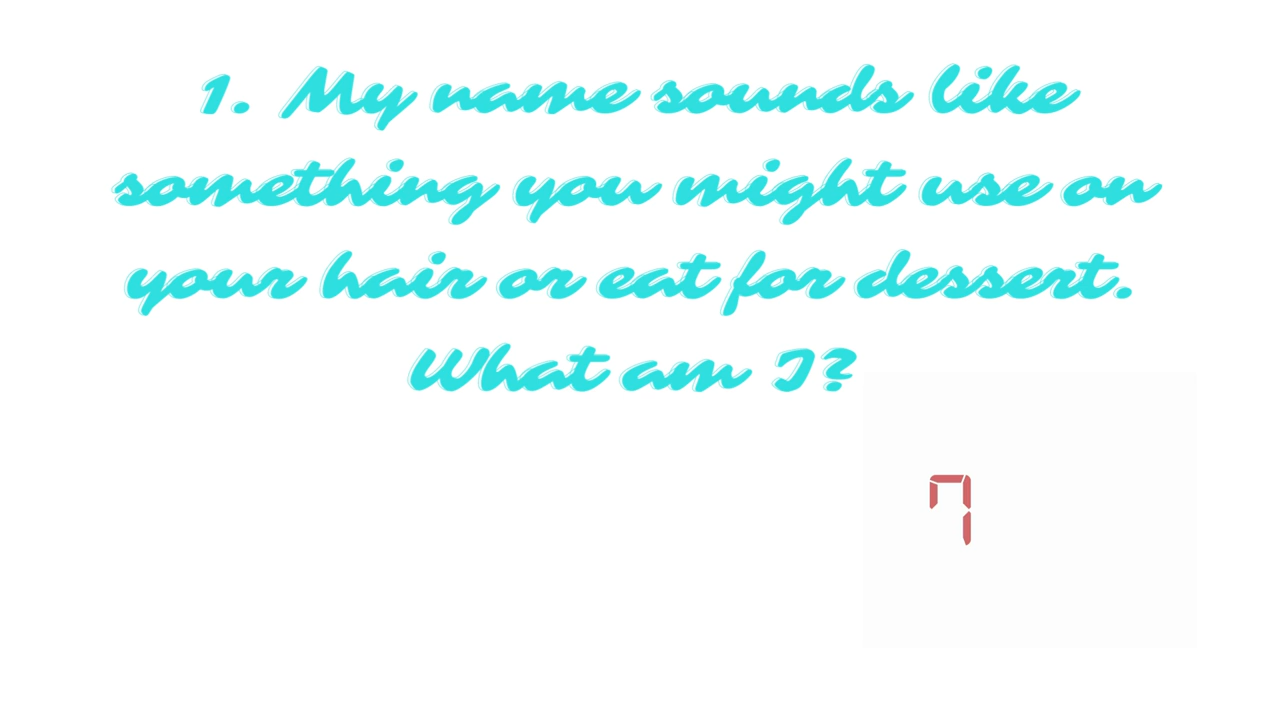 1. My name sounds like
something you might use on
your hair or eat for dessert.
What am I?
7